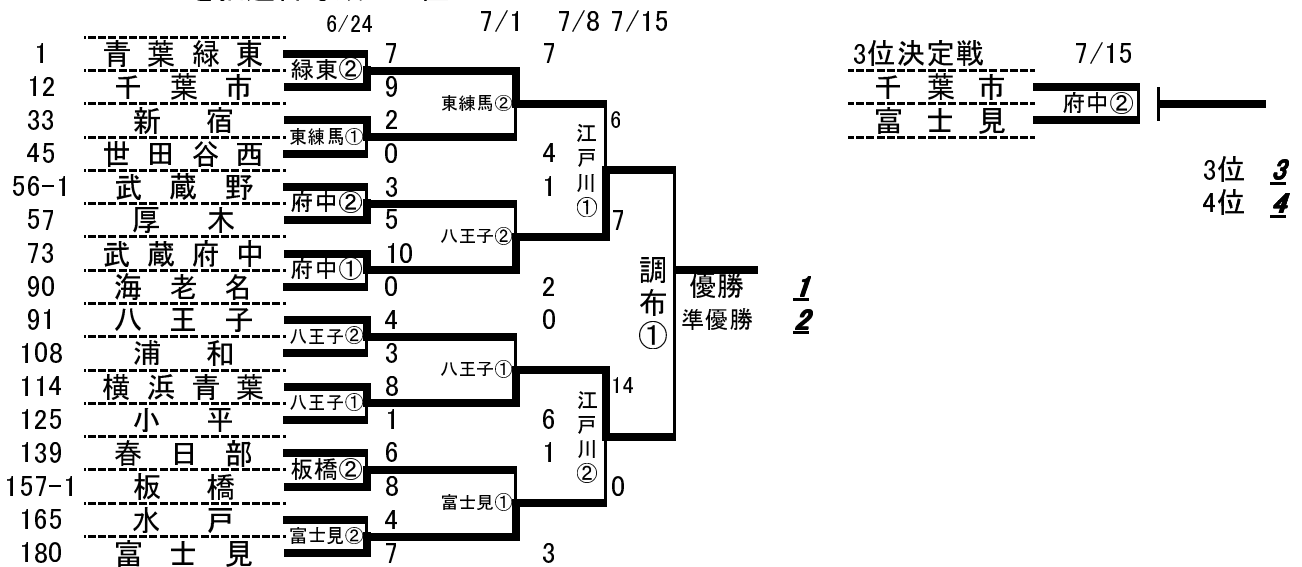 6/24 7/1 7/8 7/15
1 青葉緑東 7 7
緑東②
12 千葉市 9
東練馬②
33 新宿 2
東練馬①
6
45 世田谷西 0 4
江戸川①
56-1 武蔵野 3 1
府中②
57 厚木 5
八王子②
7
73 武蔵府中 10
府中①
90 海老名 0 2
調布①
優勝 1
91 八王子 4 0
準優勝 2
八王子②
108 浦和 3
八王子①
114 横浜青葉 8
14
八王子①
125 小平 1 6
江戸川②
139 春日部 6 1
板橋②
157-1 板橋 8
0
富士見①
165 水戸 4
富士見②
180 富士見 7 3
3位決定戦 7/15
千葉市
府中②
富士見
3位 3
4位 4